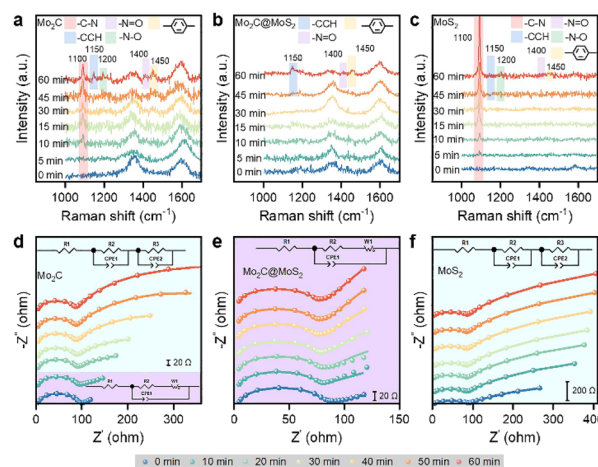 a
Mo₂C
-C-N
-N=O
-CCH
-N-O
1100
1150
1200
1400
1450
60 min
45 min
30 min
15 min
10 min
5 min
0 min
Intensity (a.u.)
1000 1200 1400 1600
Raman shift (cm⁻¹)
b
Mo₂C@MoS₂
-CCH
-N=O
1150
1400
1450
60 min
45 min
30 min
15 min
10 min
5 min
0 min
Intensity (a.u.)
1000 1200 1400 1600
Raman shift (cm⁻¹)
c
MoS₂
-C-N
-N=O
-CCH
-N-O
1100
1150
1200
1400
1450
60 min
45 min
30 min
15 min
10 min
5 min
0 min
Intensity (a.u.)
1000 1200 1400 1600
Raman shift (cm⁻¹)
d
R1 R2 R3
CPE1 CPE2
Mo₂C
20 Ω
R1 R2 W1
CPE1
-Z''
0 100 200 300
Z' (ohm)
e
R1 R2 W1
CPE1
Mo₂C@MoS₂
20 Ω
-Z''
0 50 100 150
Z' (ohm)
f
R1 R2 R3
CPE1 CPE2
MoS₂
200 Ω
-Z''
0 100 200 300 400
Z' (ohm)
0 min 10 min 20 min 30 min 40 min 50 min 60 min